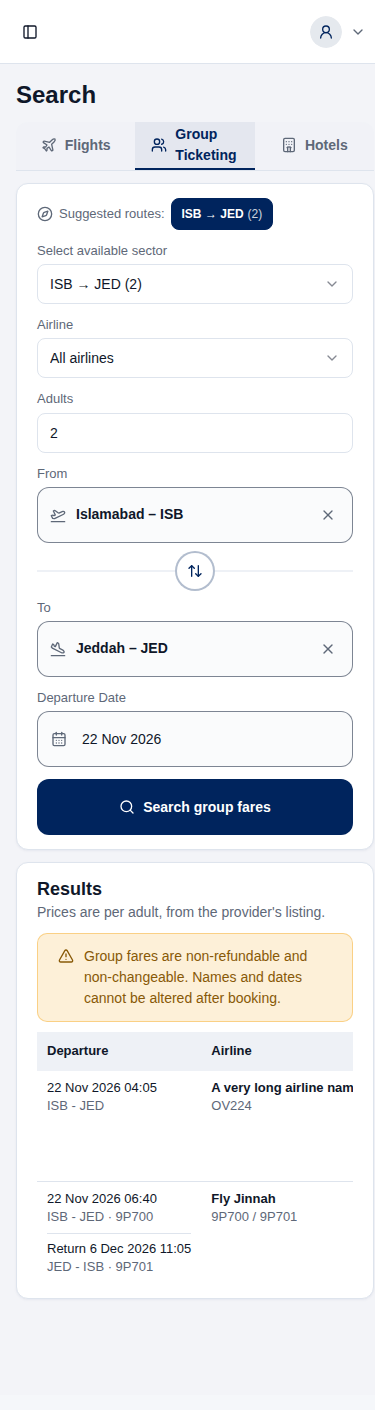 Search
Flights
Group
Ticketing
Hotels
Suggested routes: ISB → JED (2)
Select available sector
ISB → JED (2)
Airline
All airlines
Adults
2
From
Islamabad – ISB
To
Jeddah – JED
Departure Date
22 Nov 2026
Search group fares
Results
Prices are per adult, from the provider's listing.
Group fares are non-refundable and
non-changeable. Names and dates
cannot be altered after booking.
Departure Airline
22 Nov 2026 04:05 A very long airline nam
ISB - JED OV224
22 Nov 2026 06:40 Fly Jinnah
ISB - JED · 9P700 9P700 / 9P701
Return 6 Dec 2026 11:05
JED - ISB · 9P701